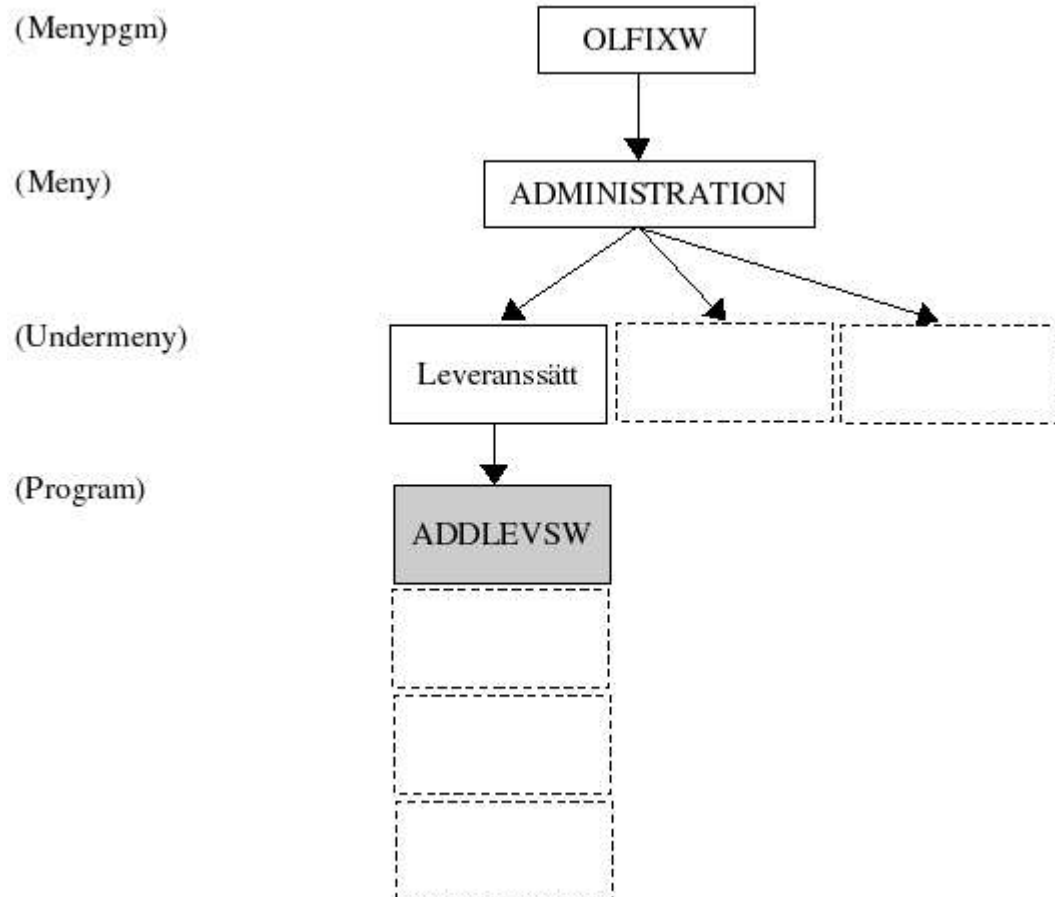 (Menypgm)
OLFIXW
(Meny)
ADMINISTRATION
(Undermeny)
Leveranssätt
(Program)
ADDLEVSW